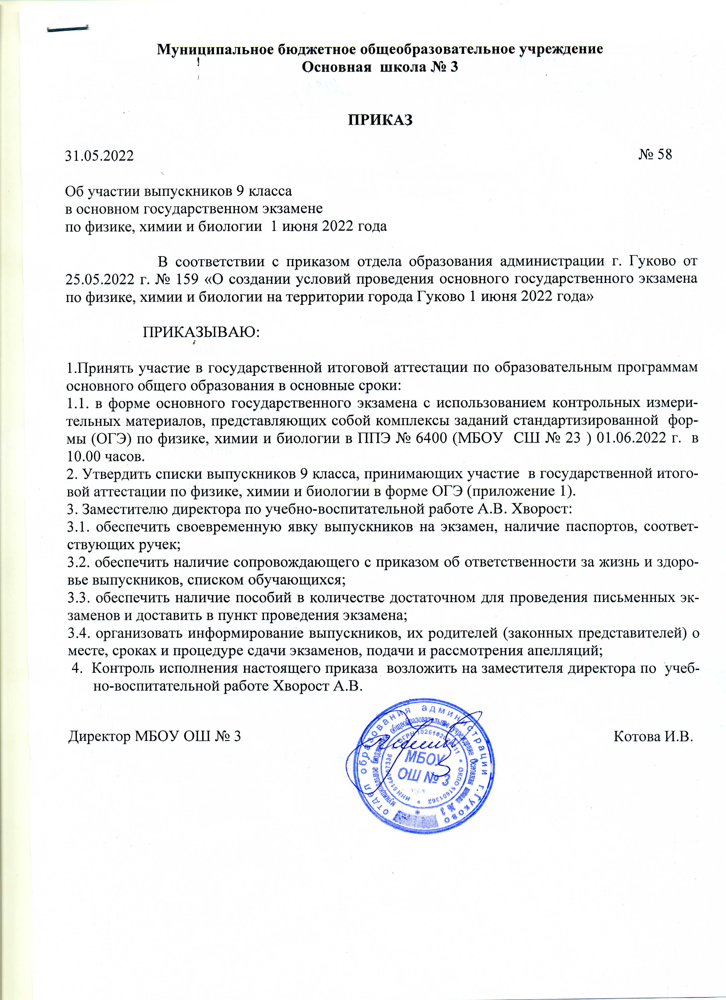 Муниципальное бюджетное общеобразовательное учреждение
Основная школа № 3
ПРИКАЗ
31.05.2022 № 58
Об участии выпускников 9 класса
в основном государственном экзамене
по физике, химии и биологии 1 июня 2022 года
В соответствии с приказом отдела образования администрации г. Гуково от
25.05.2022 г. № 159 «О создании условий проведения основного государственного экзамена
по физике, химии и биологии на территории города Гуково 1 июня 2022 года»
ПРИКАЗЫВАЮ:
1.Принять участие в государственной итоговой аттестации по образовательным программам
основного общего образования в основные сроки:
1.1. в форме основного государственного экзамена с использованием контрольных измери-
тельных материалов, представляющих собой комплексы заданий стандартизированной фор-
мы (ОГЭ) по физике, химии и биологии в ППЭ № 6400 (МБОУ СШ № 23 ) 01.06.2022 г. в
10.00 часов.
2. Утвердить списки выпускников 9 класса, принимающих участие в государственной итого-
вой аттестации по физике, химии и биологии в форме ОГЭ (приложение 1).
3. Заместителю директора по учебно-воспитательной работе А.В. Хворост:
3.1. обеспечить своевременную явку выпускников на экзамен, наличие паспортов, соответ-
ствующих ручек;
3.2. обеспечить наличие сопровождающего с приказом об ответственности за жизнь и здоро-
вье выпускников, списком обучающихся;
3.3. обеспечить наличие пособий в количестве достаточном для проведения письменных эк-
заменов и доставить в пункт проведения экзамена;
3.4. организовать информирование выпускников, их родителей (законных представителей) о
месте, сроках и процедуре сдачи экзаменов, подачи и рассмотрения апелляций;
4. Контроль исполнения настоящего приказа возложить на заместителя директора по учеб-
но-воспитательной работе Хворост А.В.
Директор МБОУ ОШ № 3 Котова И.В.
отдел образования администрации г.Гуково
муниципальное бюджетное общеобразовательное учреждение Основная школа № 3
* ИНН 6144007336 * ОГРН * ОКПО 51601362
МБОУ
ОШ № 3